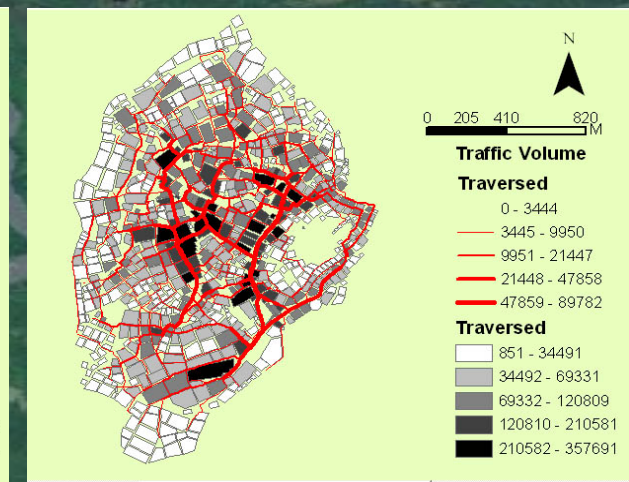 N
0 205 410 820
M
Traffic Volume
Traversed
0 - 3444
3445 - 9950
9951 - 21447
21448 - 47858
47859 - 89782
Traversed
851 - 34491
34492 - 69331
69332 - 120809
120810 - 210581
210582 - 357691